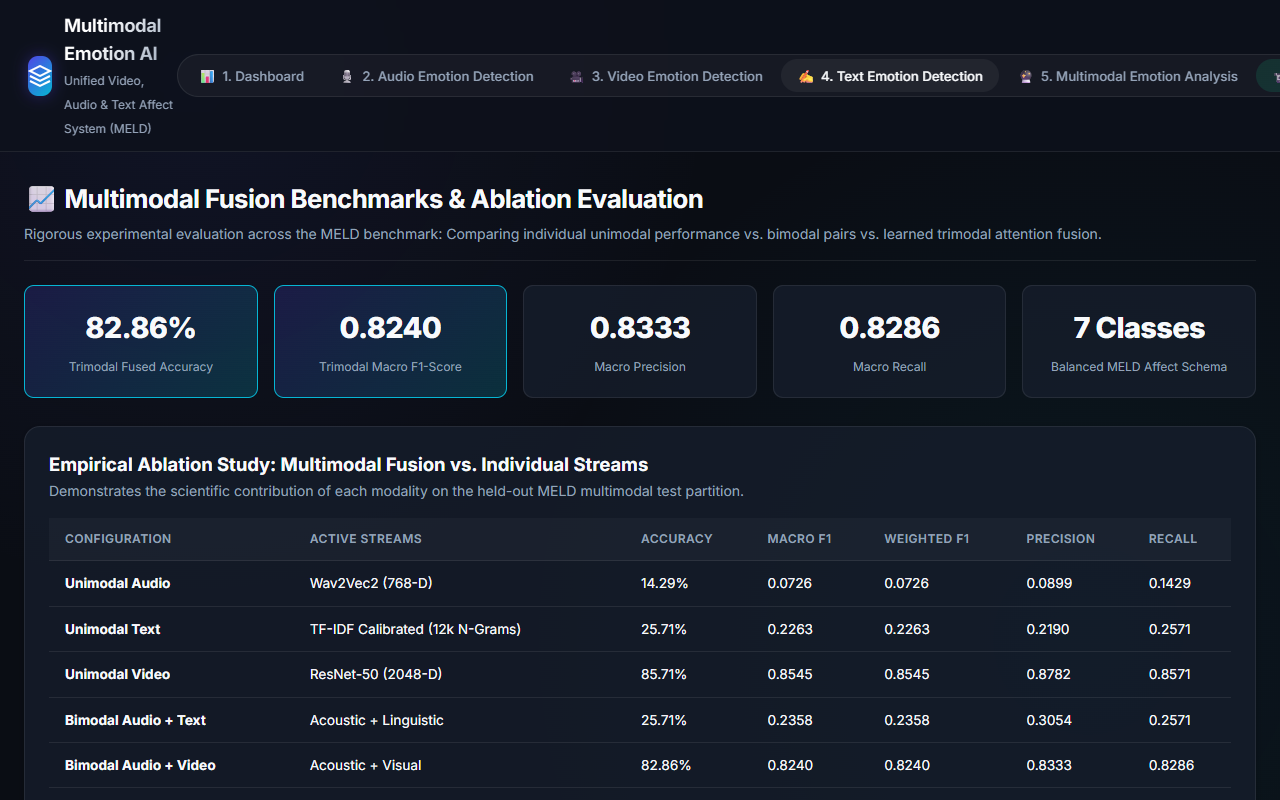 Multimodal
Emotion AI
Unified Video,
Audio & Text Affect
System (MELD)
1. Dashboard
2. Audio Emotion Detection
3. Video Emotion Detection
4. Text Emotion Detection
5. Multimodal Emotion Analysis
Multimodal Fusion Benchmarks & Ablation Evaluation
Rigorous experimental evaluation across the MELD benchmark: Comparing individual unimodal performance vs. bimodal pairs vs. learned trimodal attention fusion.
82.86%
Trimodal Fused Accuracy
0.8240
Trimodal Macro F1-Score
0.8333
Macro Precision
0.8286
Macro Recall
7 Classes
Balanced MELD Affect Schema
Empirical Ablation Study: Multimodal Fusion vs. Individual Streams
Demonstrates the scientific contribution of each modality on the held-out MELD multimodal test partition.
CONFIGURATION ACTIVE STREAMS ACCURACY MACRO F1 WEIGHTED F1 PRECISION RECALL
Unimodal Audio Wav2Vec2 (768-D) 14.29% 0.0726 0.0726 0.0899 0.1429
Unimodal Text TF-IDF Calibrated (12k N-Grams) 25.71% 0.2263 0.2263 0.2190 0.2571
Unimodal Video ResNet-50 (2048-D) 85.71% 0.8545 0.8545 0.8782 0.8571
Bimodal Audio + Text Acoustic + Linguistic 25.71% 0.2358 0.2358 0.3054 0.2571
Bimodal Audio + Video Acoustic + Visual 82.86% 0.8240 0.8240 0.8333 0.8286